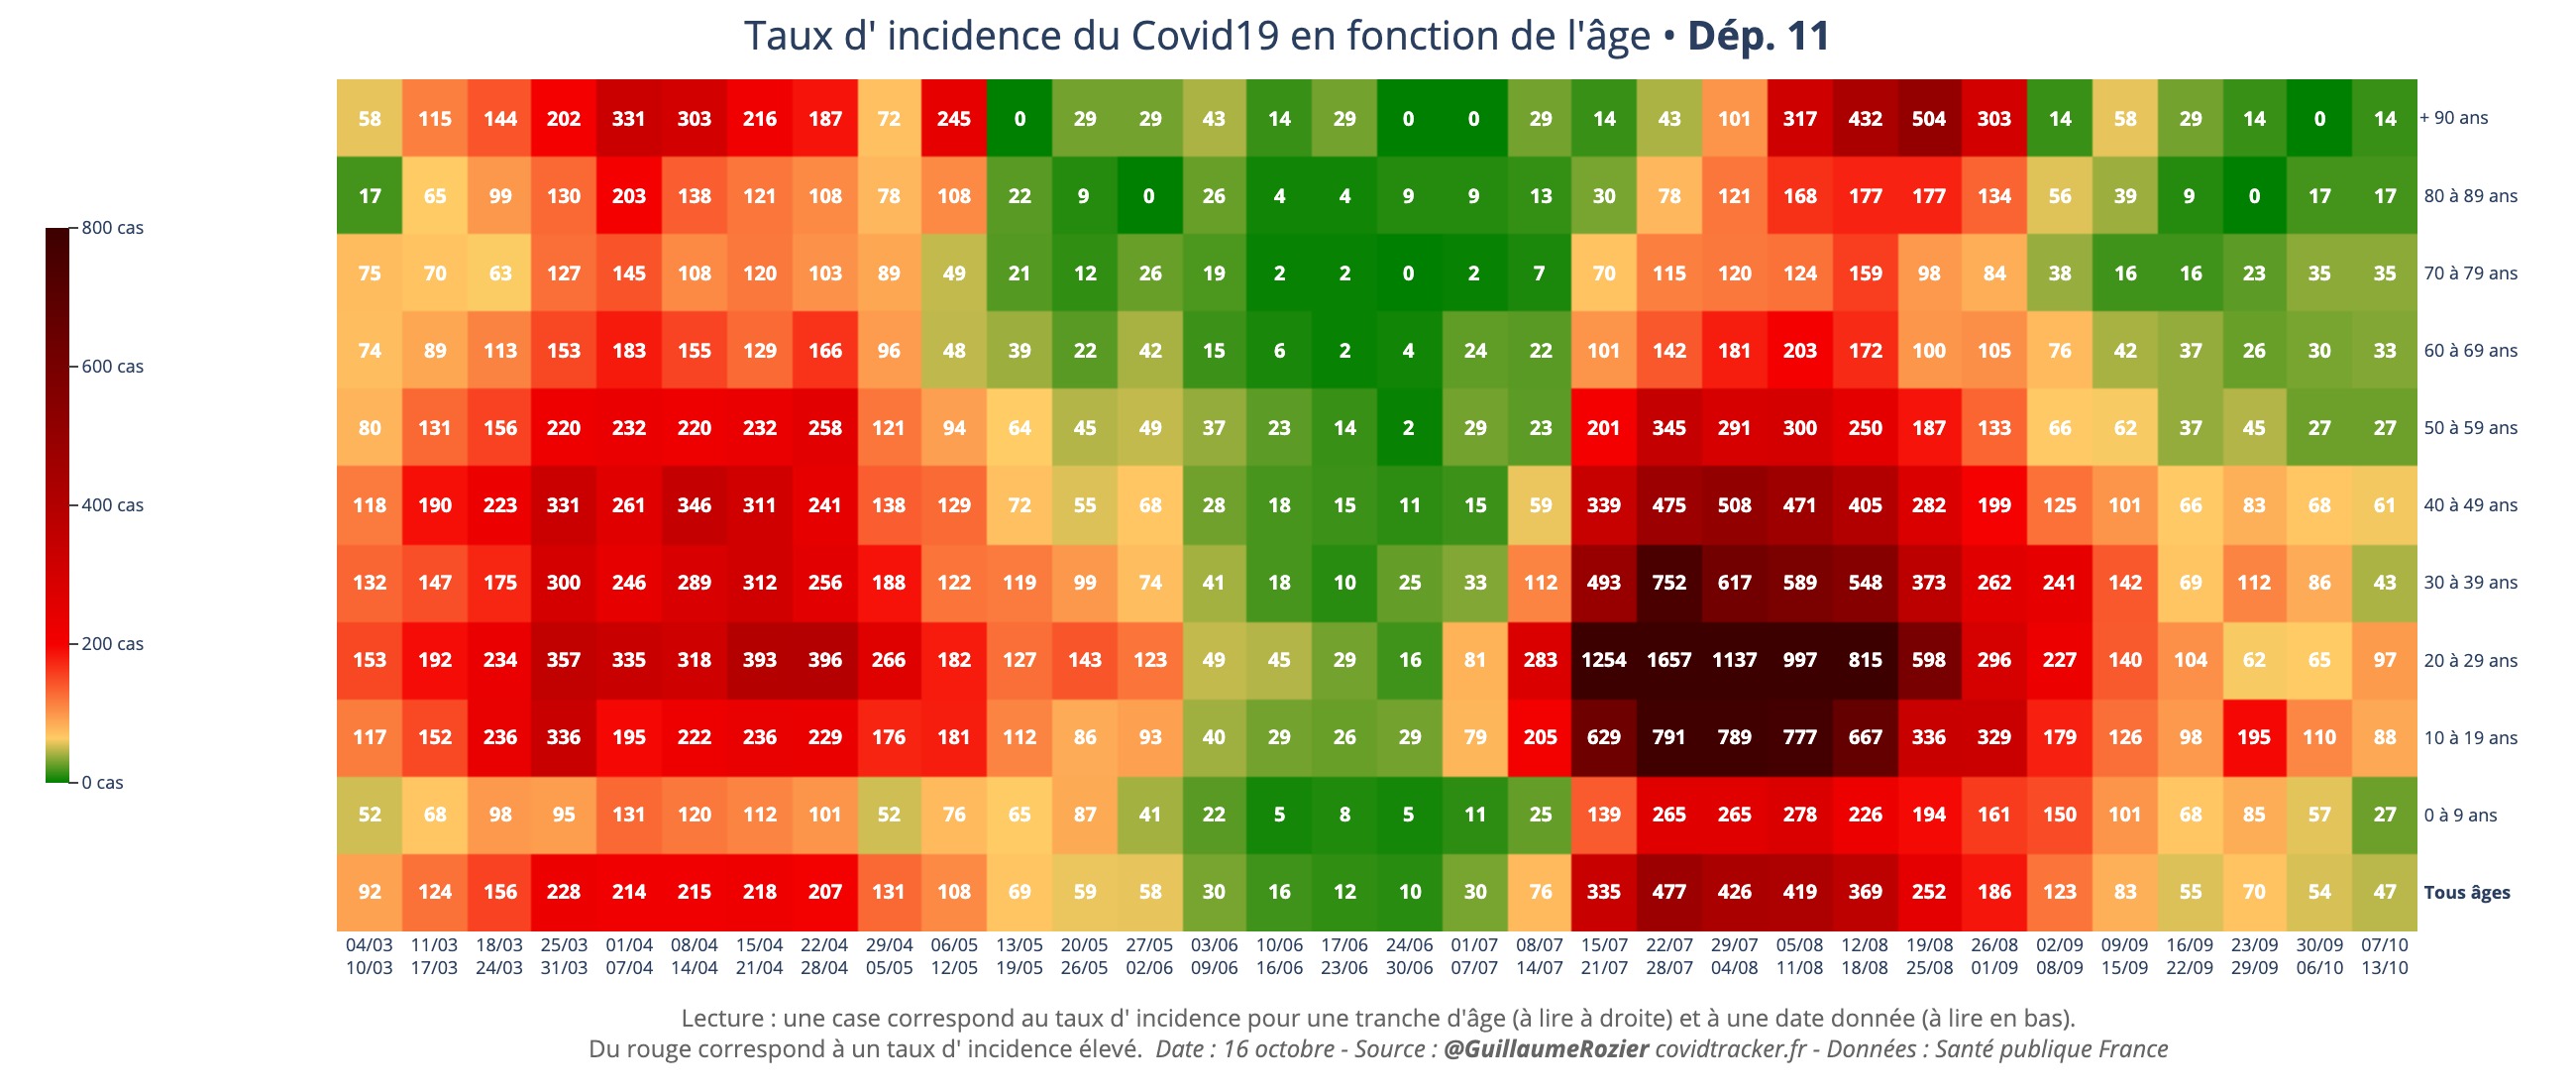 Taux d' incidence du Covid19 en fonction de l'âge • Dép. 11
58 115 144 202 331 303 216 187 72 245 0 29 29 43 14 29 0 0 29 14 43 101 317 432 504 303 14 58 29 14 0 14 + 90 ans
17 65 99 130 203 138 121 108 78 108 22 9 0 26 4 4 9 9 13 30 78 121 168 177 177 134 56 39 9 0 17 17 80 à 89 ans
75 70 63 127 145 108 120 103 89 49 21 12 26 19 2 2 0 2 7 70 115 120 124 159 98 84 38 16 16 23 35 35 70 à 79 ans
74 89 113 153 183 155 129 166 96 48 39 22 42 15 6 2 4 24 22 101 142 181 203 172 100 105 76 42 37 26 30 33 60 à 69 ans
80 131 156 220 232 220 232 258 121 94 64 45 49 37 23 14 2 29 23 201 345 291 300 250 187 133 66 62 37 45 27 27 50 à 59 ans
118 190 223 331 261 346 311 241 138 129 72 55 68 28 18 15 11 15 59 339 475 508 471 405 282 199 125 101 66 83 68 61 40 à 49 ans
132 147 175 300 246 289 312 256 188 122 119 99 74 41 18 10 25 33 112 493 752 617 589 548 373 262 241 142 69 112 86 43 30 à 39 ans
153 192 234 357 335 318 393 396 266 182 127 143 123 49 45 29 16 81 283 1254 1657 1137 997 815 598 296 227 140 104 62 65 97 20 à 29 ans
117 152 236 336 195 222 236 229 176 181 112 86 93 40 29 26 29 79 205 629 791 789 777 667 336 329 179 126 98 195 110 88 10 à 19 ans
52 68 98 95 131 120 112 101 52 76 65 87 41 22 5 8 5 11 25 139 265 265 278 226 194 161 150 101 68 85 57 27 0 à 9 ans
92 124 156 228 214 215 218 207 131 108 69 59 58 30 16 12 10 30 76 335 477 426 419 369 252 186 123 83 55 70 54 47 Tous âges
04/03 11/03 18/03 25/03 01/04 08/04 15/04 22/04 29/04 06/05 13/05 20/05 27/05 03/06 10/06 17/06 24/06 01/07 08/07 15/07 22/07 29/07 05/08 12/08 19/08 26/08 02/09 09/09 16/09 23/09 30/09 07/10
10/03 17/03 24/03 31/03 07/04 14/04 21/04 28/04 05/05 12/05 19/05 26/05 02/06 09/06 16/06 23/06 30/06 07/07 14/07 21/07 28/07 04/08 11/08 18/08 25/08 01/09 08/09 15/09 22/09 29/09 06/10 13/10
800 cas
600 cas
400 cas
200 cas
0 cas
Lecture : une case correspond au taux d' incidence pour une tranche d'âge (à lire à droite) et à une date donnée (à lire en bas).
Du rouge correspond à un taux d' incidence élevé. Date : 16 octobre - Source : @GuillaumeRozier covidtracker.fr - Données : Santé publique France